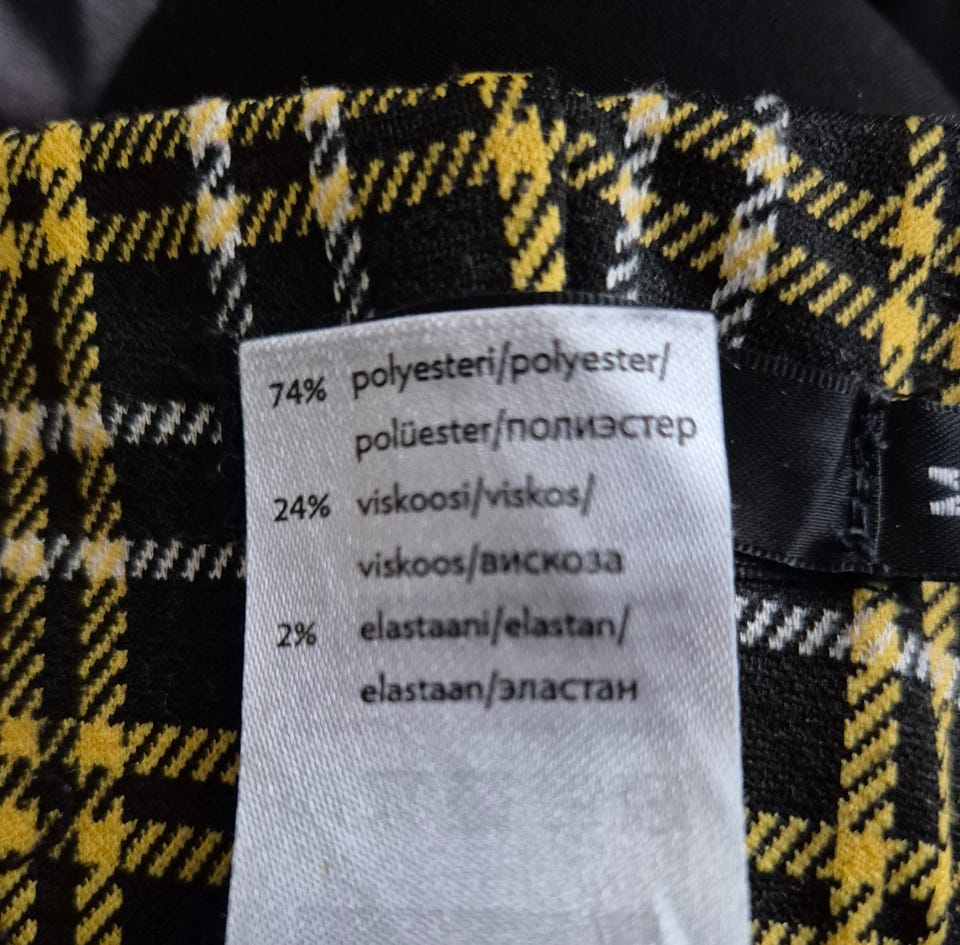 74% polyesteri/polyester/
polüester/полиэстер
24% viskoosi/viskos/
viskoos/вискоза
2% elastaani/elastan/
elastaan/эластан
M